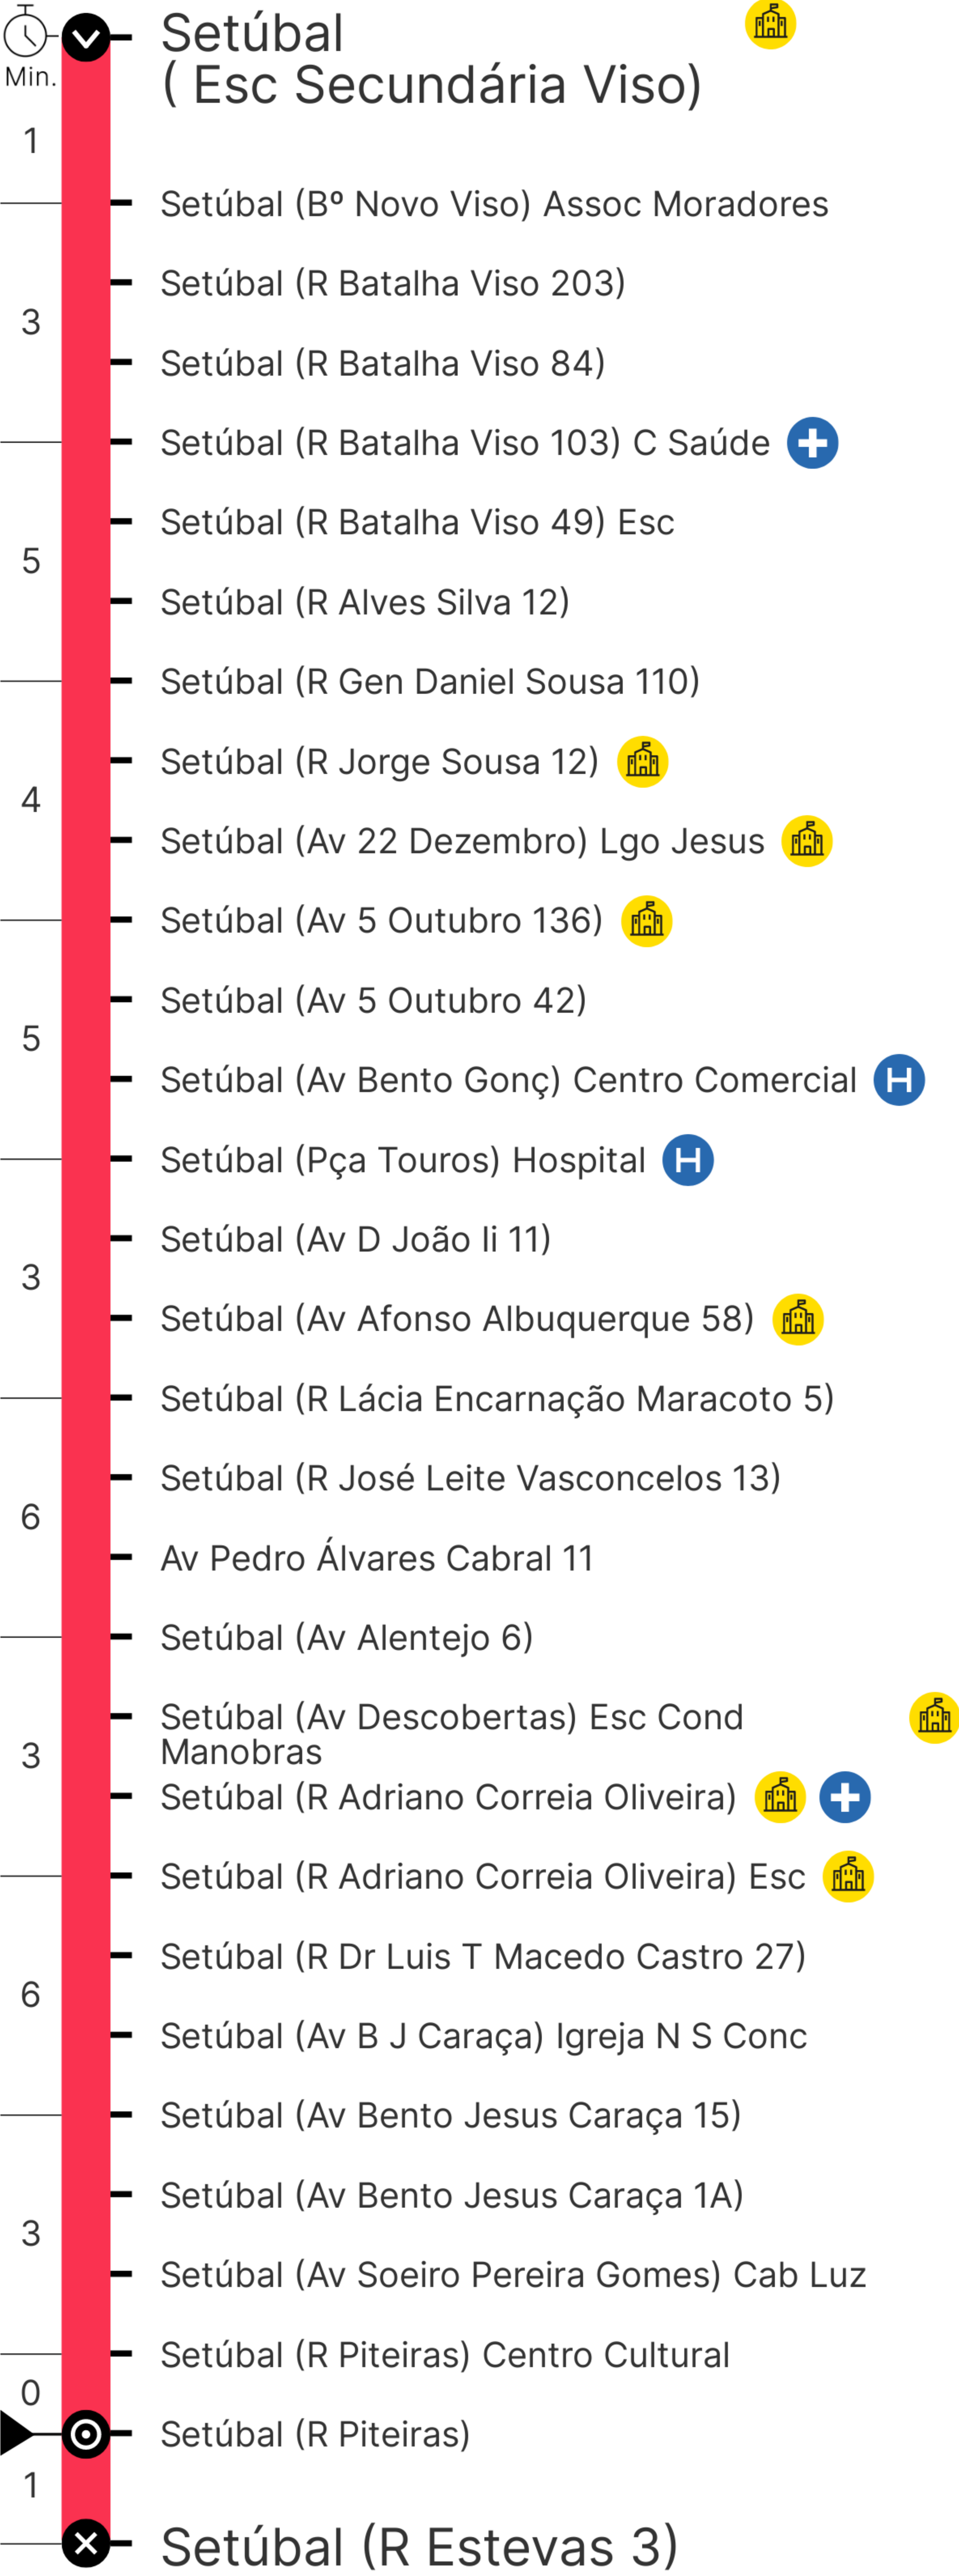 Setúbal
( Esc Secundária Viso)
Min.
1
Setúbal (Bº Novo Viso) Assoc Moradores
Setúbal (R Batalha Viso 203)
3
Setúbal (R Batalha Viso 84)
Setúbal (R Batalha Viso 103) C Saúde
Setúbal (R Batalha Viso 49) Esc
5
Setúbal (R Alves Silva 12)
Setúbal (R Gen Daniel Sousa 110)
Setúbal (R Jorge Sousa 12)
4
Setúbal (Av 22 Dezembro) Lgo Jesus
Setúbal (Av 5 Outubro 136)
Setúbal (Av 5 Outubro 42)
5
Setúbal (Av Bento Gonç) Centro Comercial H
Setúbal (Pça Touros) Hospital H
Setúbal (Av D João Ii 11)
3
Setúbal (Av Afonso Albuquerque 58)
Setúbal (R Lácia Encarnação Maracoto 5)
Setúbal (R José Leite Vasconcelos 13)
6
Av Pedro Álvares Cabral 11
Setúbal (Av Alentejo 6)
Setúbal (Av Descobertas) Esc Cond
Manobras
3
Setúbal (R Adriano Correia Oliveira)
Setúbal (R Adriano Correia Oliveira) Esc
Setúbal (R Dr Luis T Macedo Castro 27)
6
Setúbal (Av B J Caraça) Igreja N S Conc
Setúbal (Av Bento Jesus Caraça 15)
Setúbal (Av Bento Jesus Caraça 1A)
3
Setúbal (Av Soeiro Pereira Gomes) Cab Luz
Setúbal (R Piteiras) Centro Cultural
0
Setúbal (R Piteiras)
1
Setúbal (R Estevas 3)